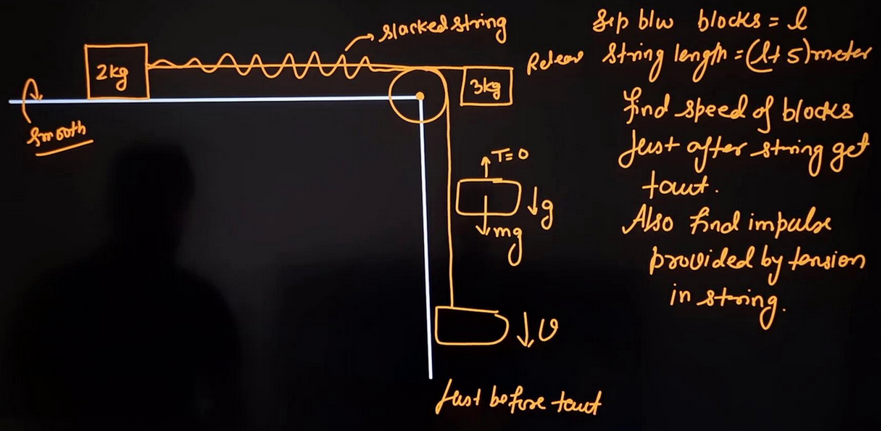 slacked string
2kg
3kg
Release
Smooth
T=0
↓g
↓mg
↓v
Just before taut
Sep b/w blocks = l
String length = (l+5) meter
find speed of blocks
Just after string get
taut.
Also find impulse
provided by tension
in string.